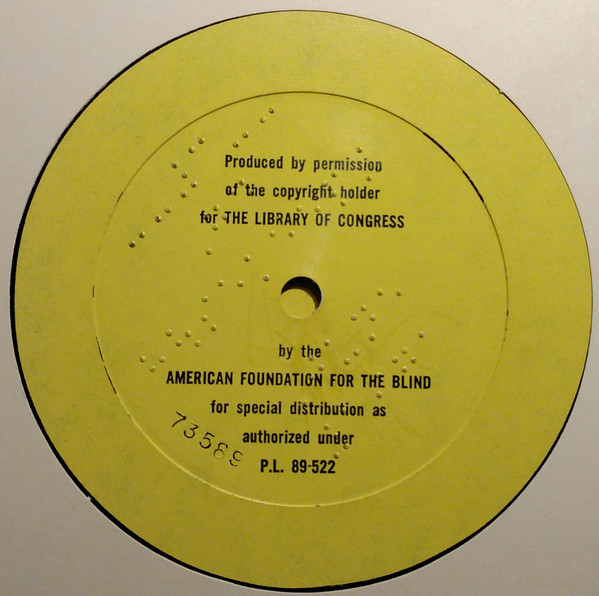 Produced by permission
of the copyright holder
for THE LIBRARY OF CONGRESS
by the
AMERICAN FOUNDATION FOR THE BLIND
for special distribution as
authorized under
P.L. 89-522
73589